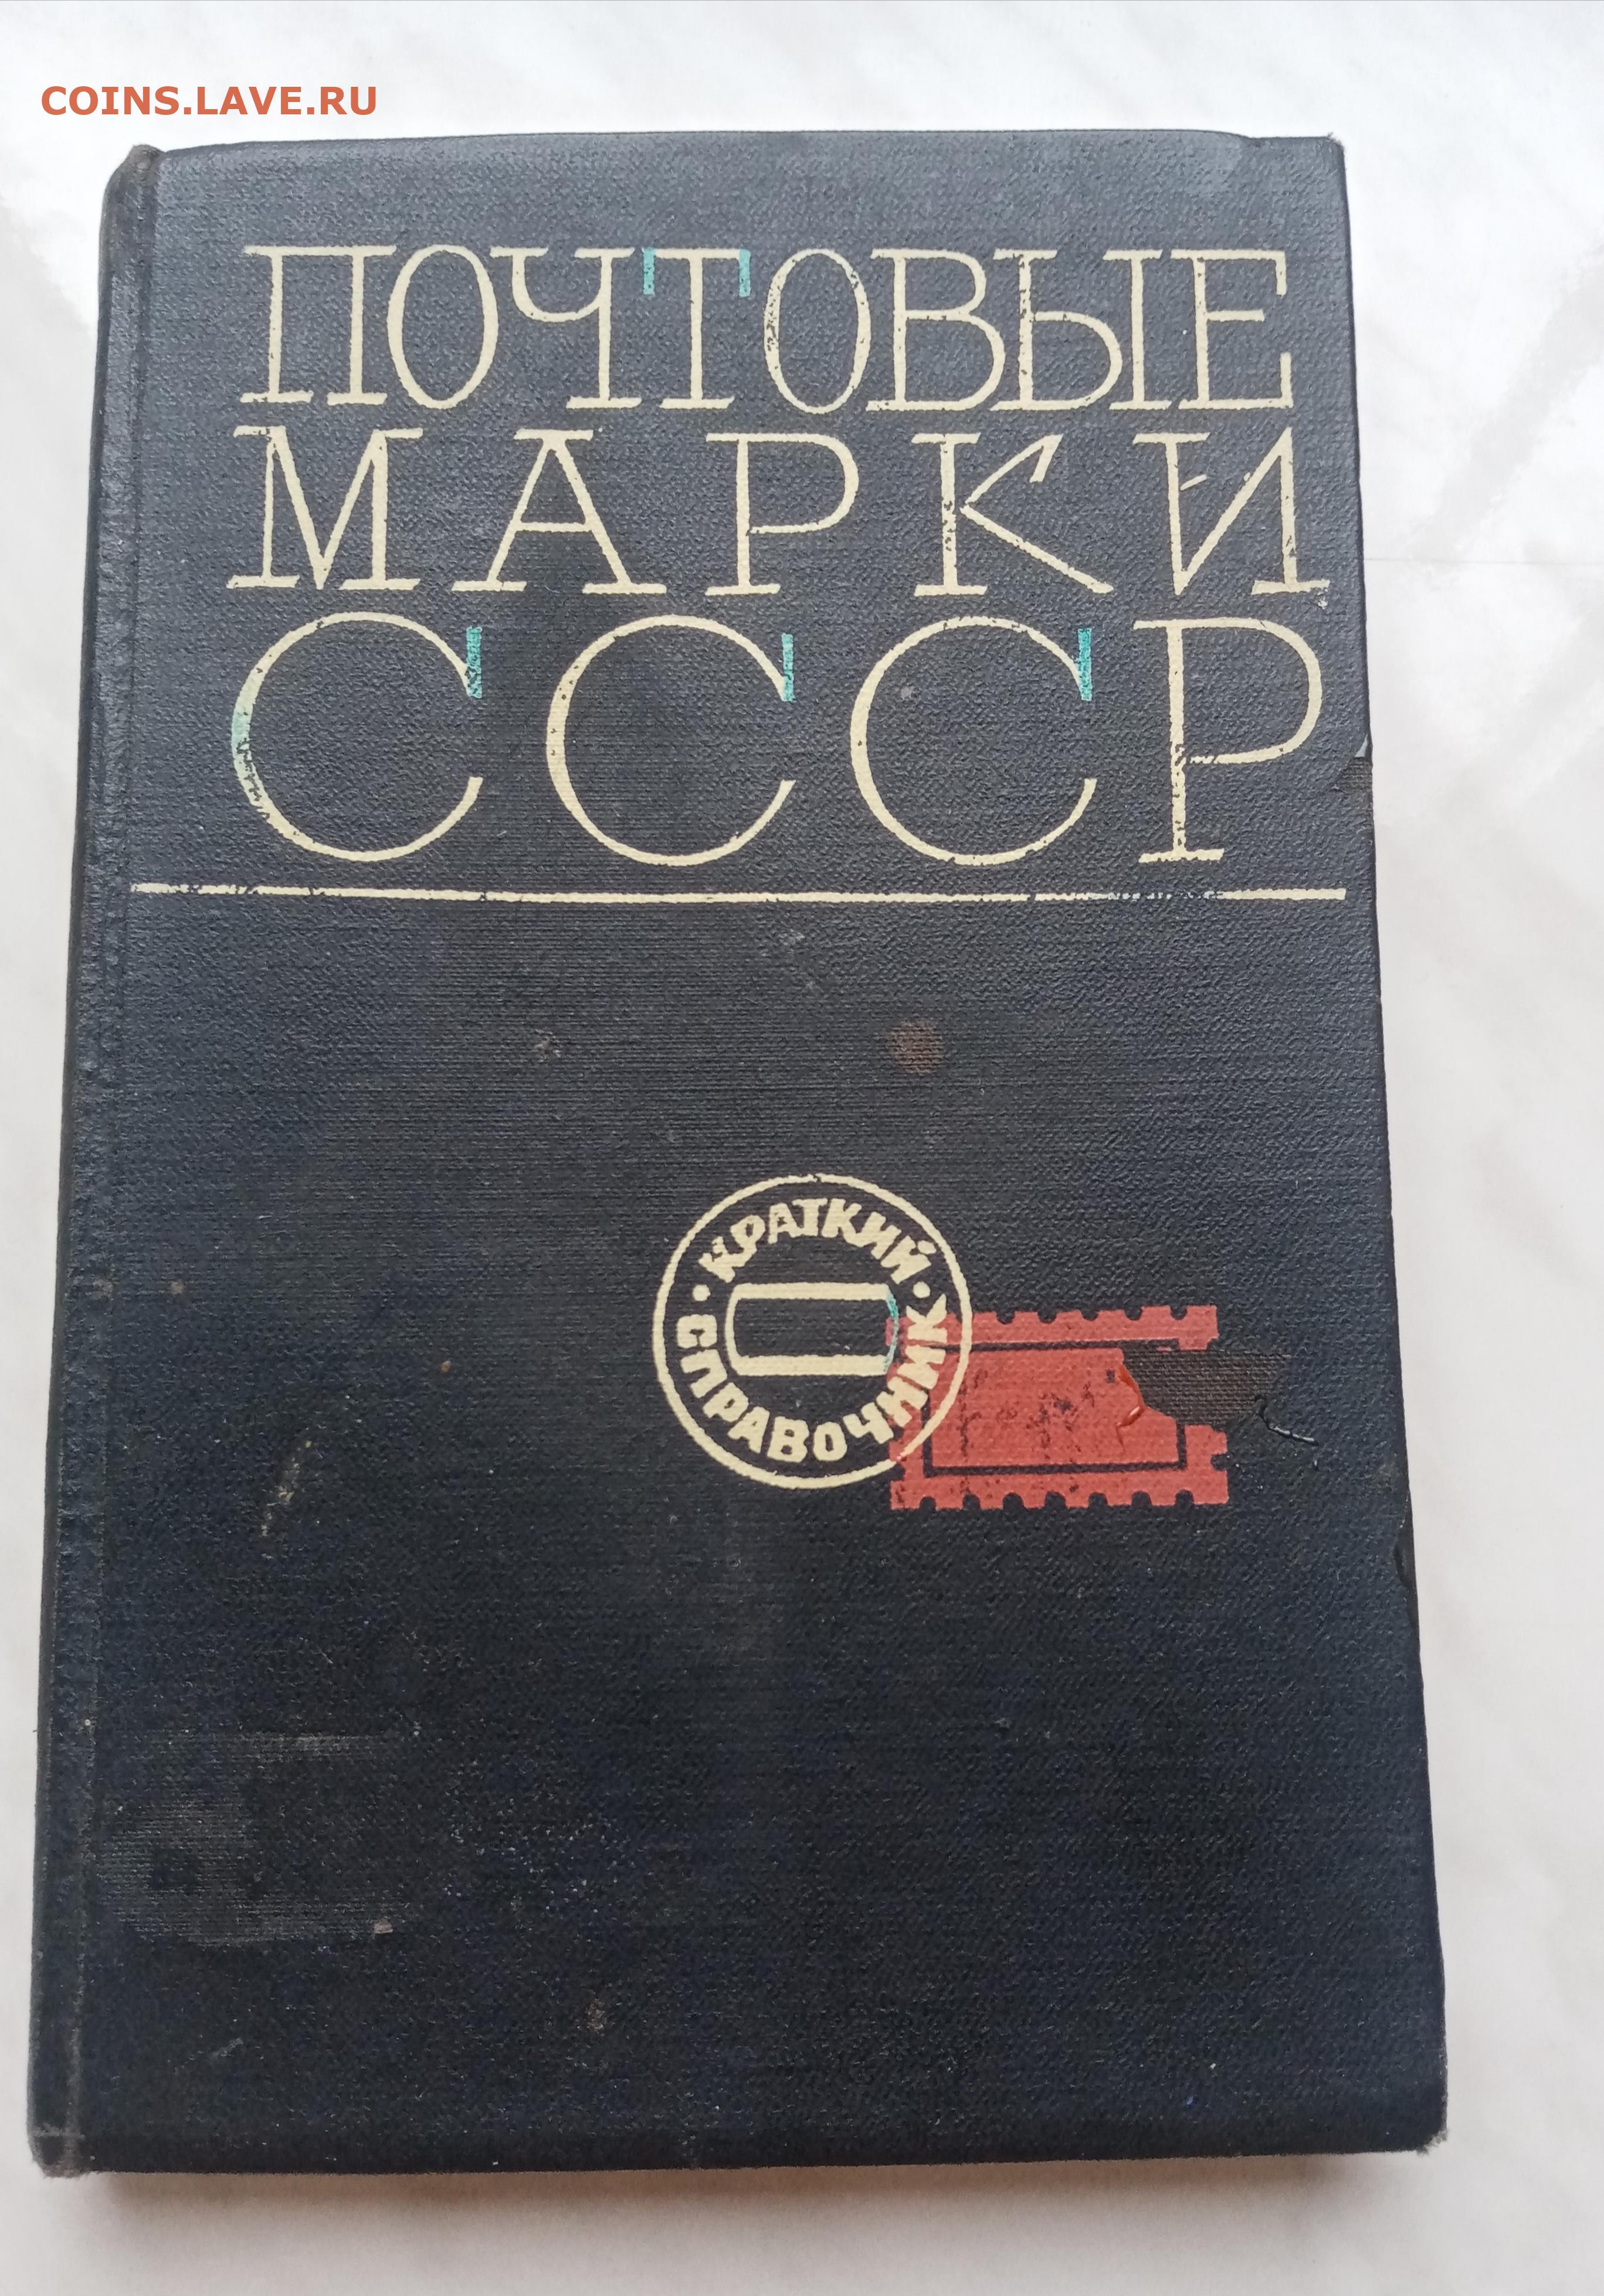 COINS.LAVE.RU
ПОЧТОВЫЕ
МАРКИ
СССР
• КРАТКИЙ •
СПРАВОЧНИК